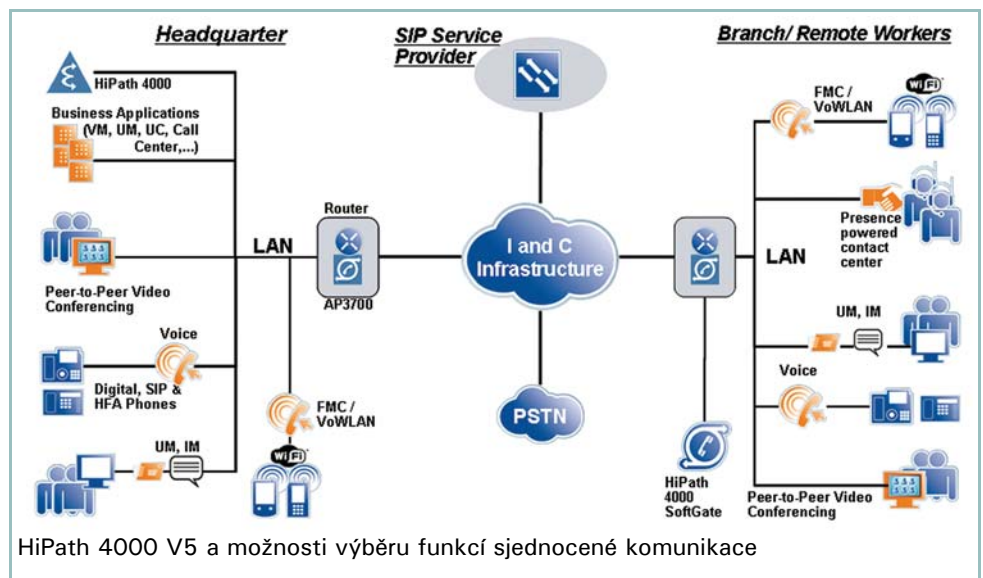 Headquarter
SIP Service
Provider
Branch/ Remote Workers
HiPath 4000
Business Applications
(VM, UM, UC, Call
Center,...)
Peer-to-Peer Video
Conferencing
Voice
Digital, SIP &
HFA Phones
UM, IM
LAN
Router
AP3700
FMC /
VoWLAN
WiFi
I and C
Infrastructure
PSTN
LAN
HiPath
4000
SoftGate
FMC /
VoWLAN
WiFi
Presence
powered
contact
center
UM, IM
Voice
Peer-to-Peer Video
Conferencing
HiPath 4000 V5 a možnosti výběru funkcí sjednocené komunikace